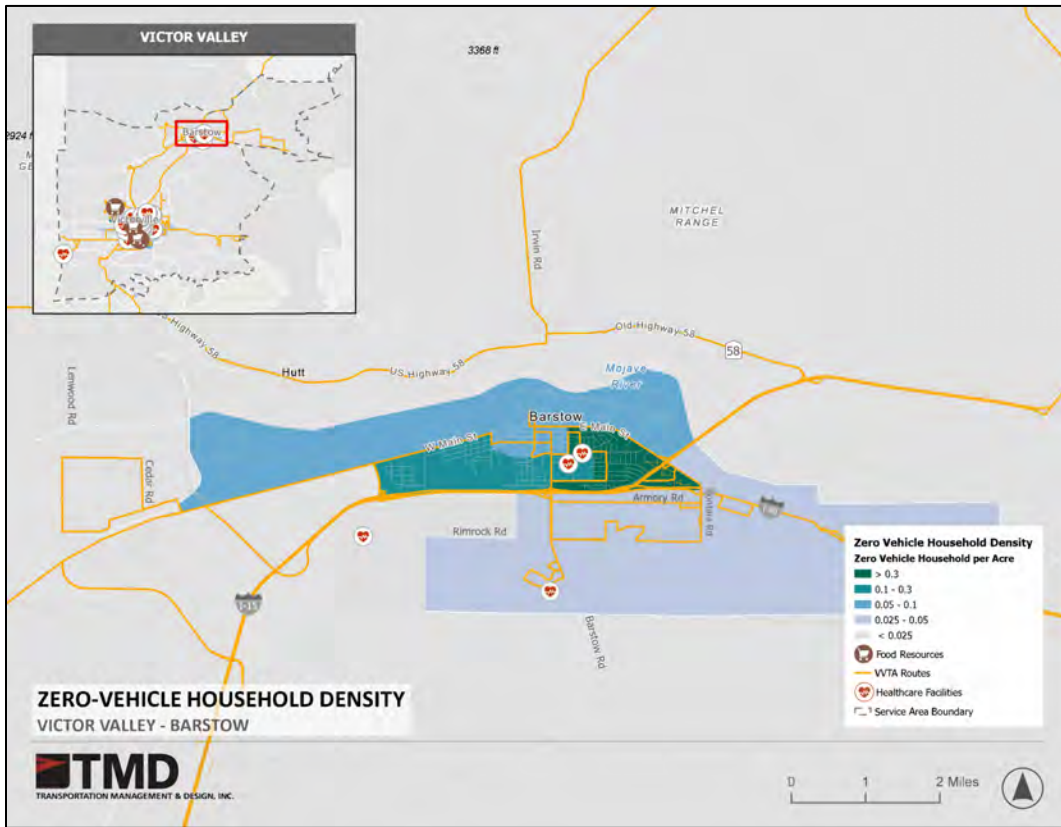 VICTOR VALLEY
Barstow
3368 ft
2924 ft
MITCHEL
RANGE
Irwin Rd
Old Highway 58
58
US Highway 58
Hutt
Mojave
River
Lenwood Rd
Cedar Rd
Barstow
W Main St
E Main St
Armory Rd
Rimrock Rd
Barstow Rd
I-15
Zero Vehicle Household Density
Zero Vehicle Household per Acre
> 0.3
0.1 - 0.3
0.05 - 0.1
0.025 - 0.05
< 0.025
Food Resources
VVTA Routes
Healthcare Facilities
Service Area Boundary
ZERO-VEHICLE HOUSEHOLD DENSITY
VICTOR VALLEY - BARSTOW
TMD
TRANSPORTATION MANAGEMENT & DESIGN, INC.
0 1 2 Miles